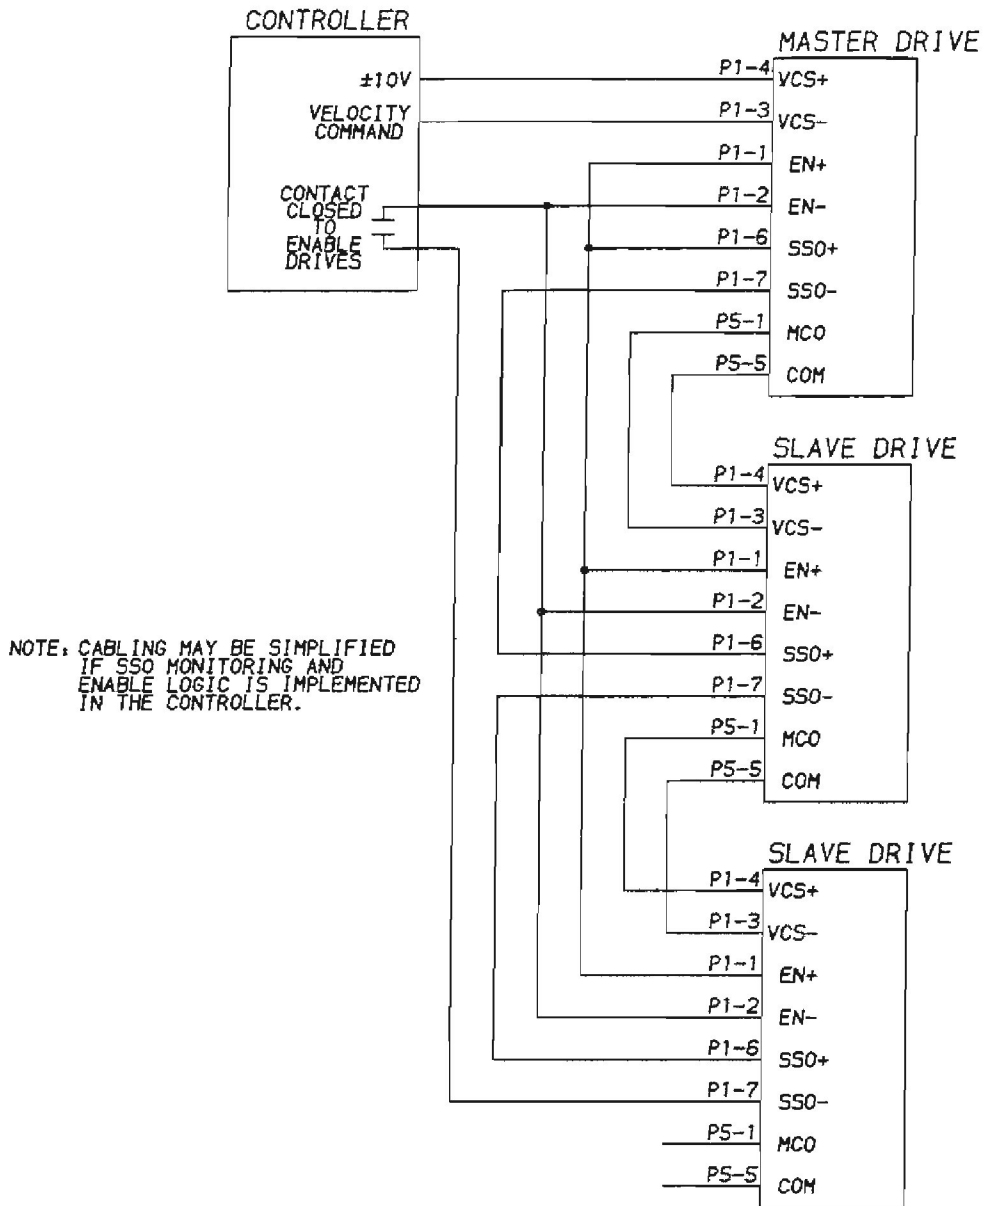 CONTROLLER
±10V
VELOCITY
COMMAND
CONTACT
CLOSED
TO
ENABLE
DRIVES
MASTER DRIVE
P1-4 VCS+
P1-3 VCS-
P1-1 EN+
P1-2 EN-
P1-6 SSO+
P1-7 SSO-
P5-1 MCO
P5-5 COM
SLAVE DRIVE
P1-4 VCS+
P1-3 VCS-
P1-1 EN+
P1-2 EN-
P1-6 SSO+
P1-7 SSO-
P5-1 MCO
P5-5 COM
NOTE: CABLING MAY BE SIMPLIFIED
IF SSO MONITORING AND
ENABLE LOGIC IS IMPLEMENTED
IN THE CONTROLLER.
SLAVE DRIVE
P1-4 VCS+
P1-3 VCS-
P1-1 EN+
P1-2 EN-
P1-6 SSO+
P1-7 SSO-
P5-1 MCO
P5-5 COM